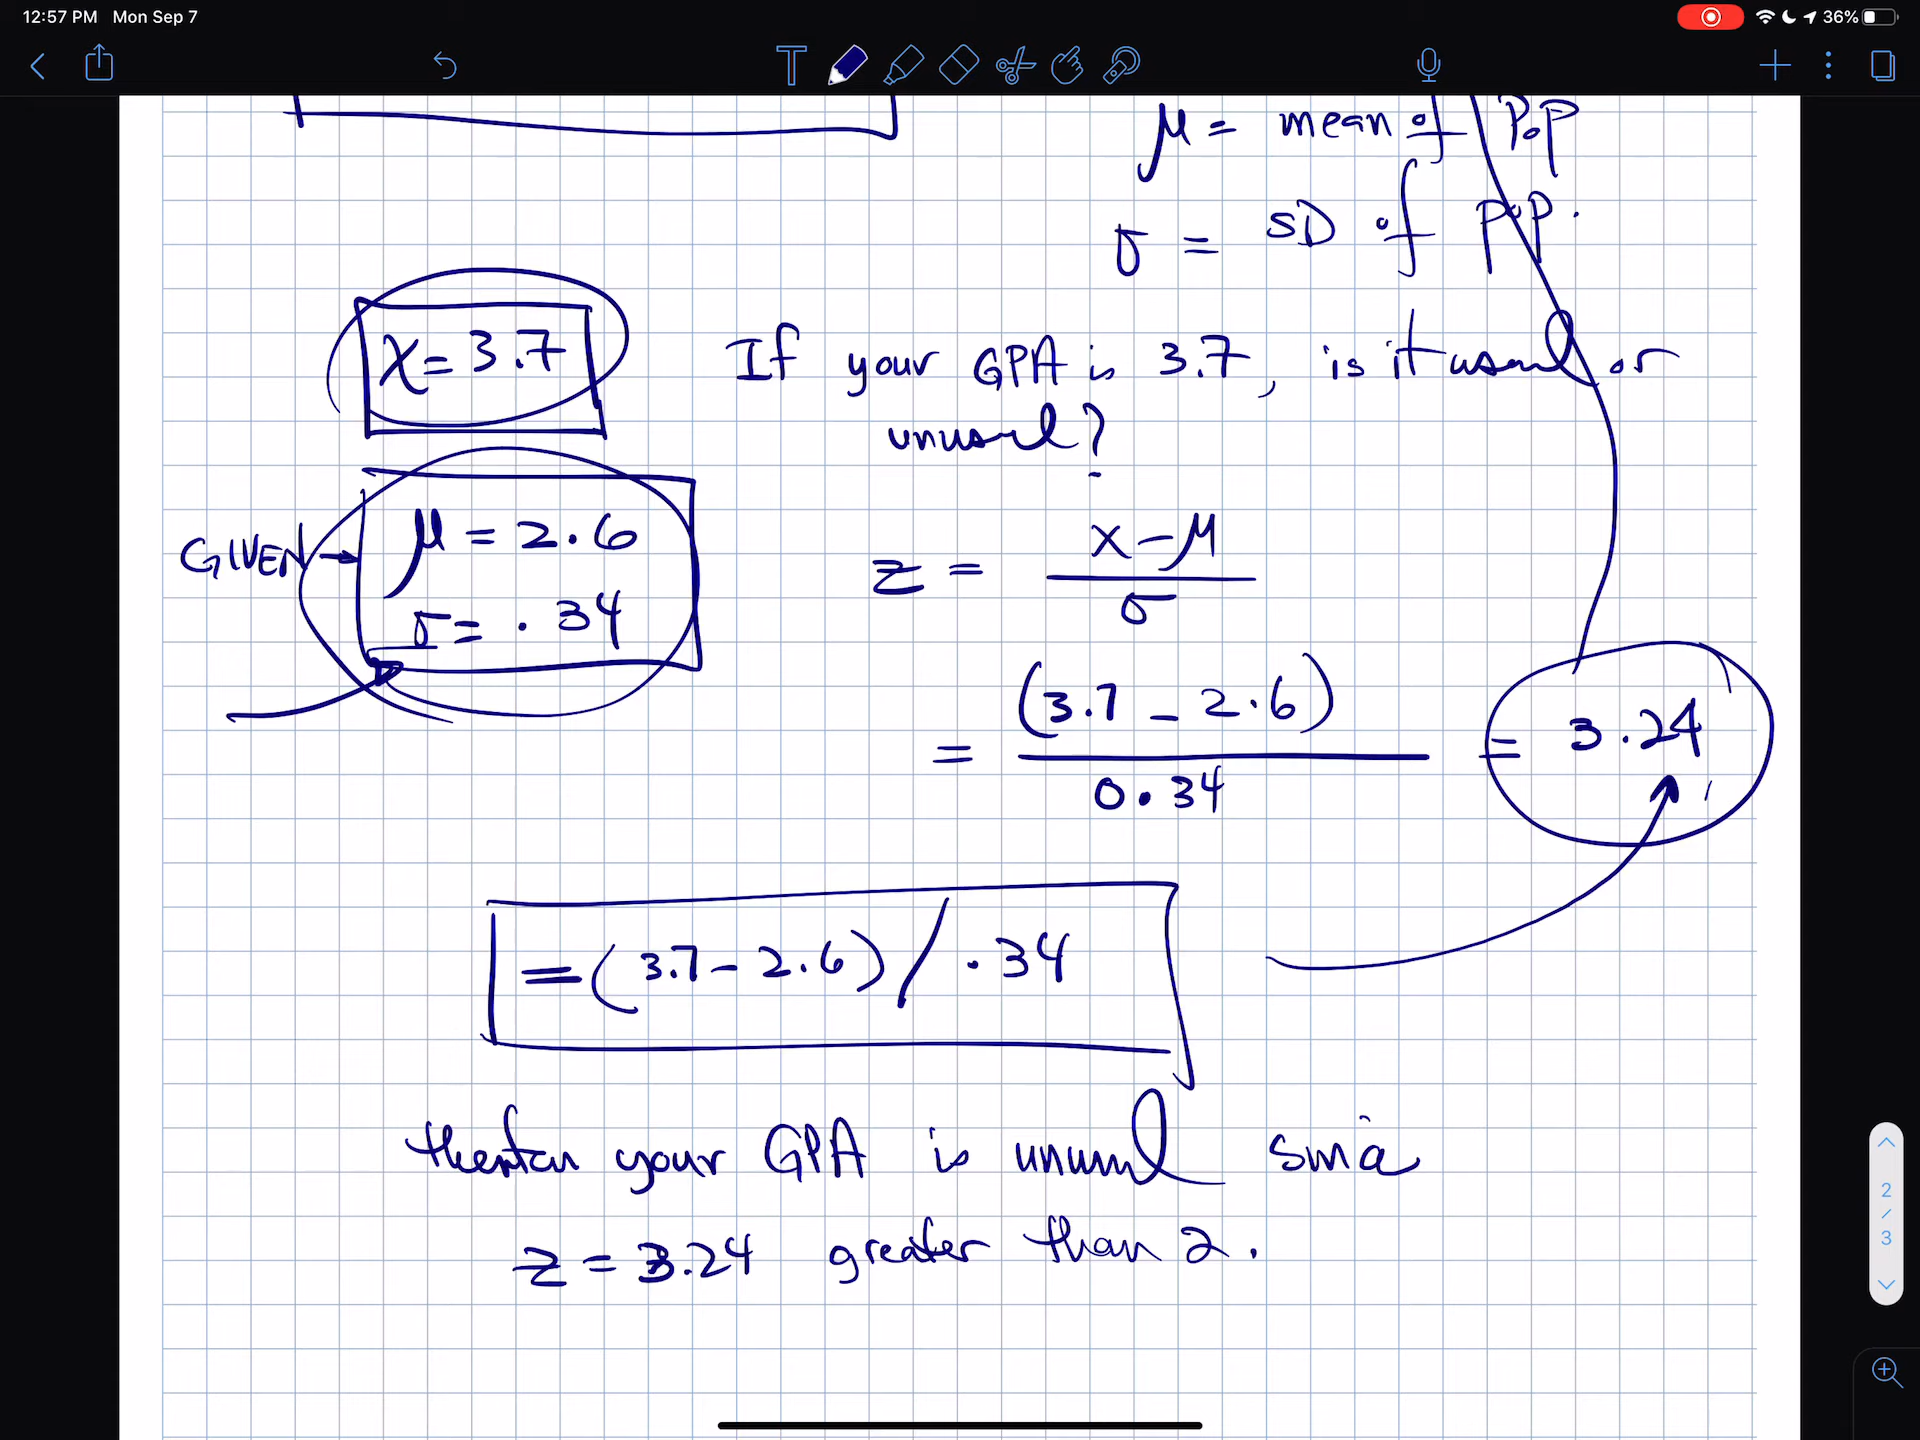 12:57 PM Mon Sep 7
36%
μ = mean of Pop
σ = SD of pop.
x = 3.7
If your GPA is 3.7, is it usual or
unusual?
GIVEN →
μ = 2.6
σ = .34
z = x - μ / σ
= (3.7 - 2.6) / 0.34 = 3.24
= (3.7 - 2.6) / .34
therefore your GPA is unusual since
z = 3.24 greater than 2.
2 / 3